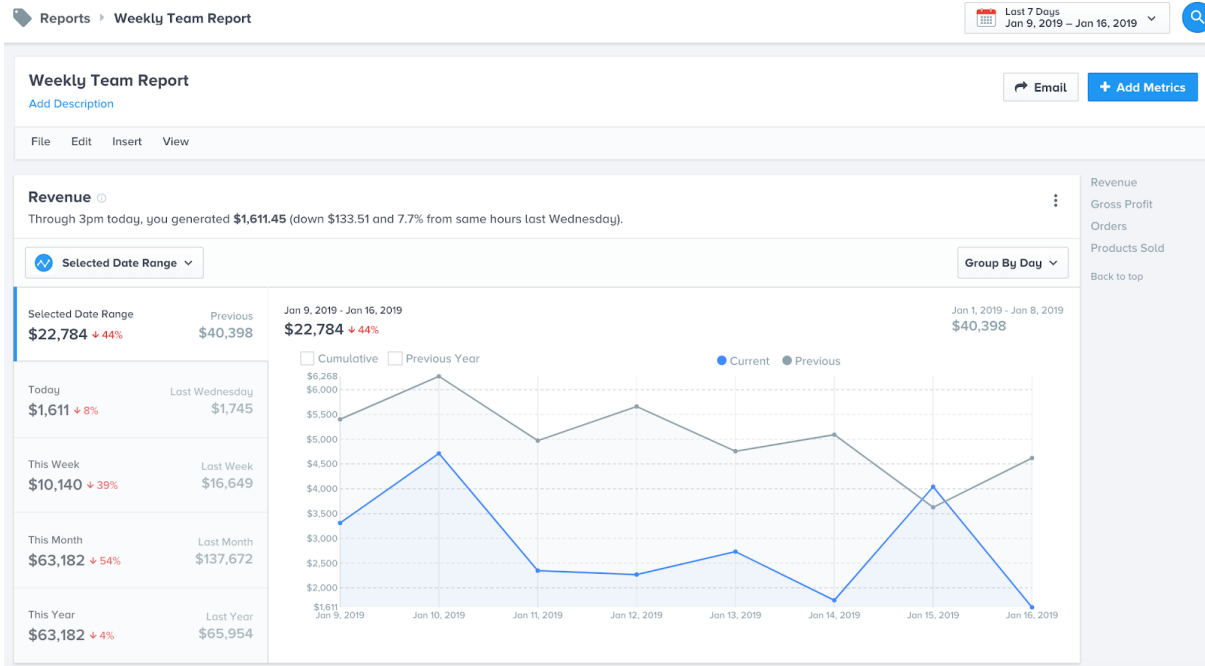 Reports Weekly Team Report
Last 7 Days
Jan 9, 2019 – Jan 16, 2019
Weekly Team Report
Add Description
Email
Add Metrics
File Edit Insert View
Revenue
Through 3pm today, you generated $1,611.45 (down $133.51 and 7.7% from same hours last Wednesday).
Selected Date Range
Group By Day
Selected Date Range Previous
$22,784 44% $40,398
Today Last Wednesday
$1,611 8% $1,745
This Week Last Week
$10,140 39% $16,649
This Month Last Month
$63,182 54% $137,672
This Year Last Year
$63,182 4% $65,954
Jan 9, 2019 - Jan 16, 2019 Jan 1, 2019 - Jan 8, 2019
$22,784 44% $40,398
Cumulative Previous Year Current Previous
$6,268
$6,000
$5,500
$5,000
$4,500
$4,000
$3,500
$3,000
$2,500
$2,000
$1,611
Jan 9, 2019 Jan 10, 2019 Jan 11, 2019 Jan 12, 2019 Jan 13, 2019 Jan 14, 2019 Jan 15, 2019 Jan 16, 2019
Revenue
Gross Profit
Orders
Products Sold
Back to top